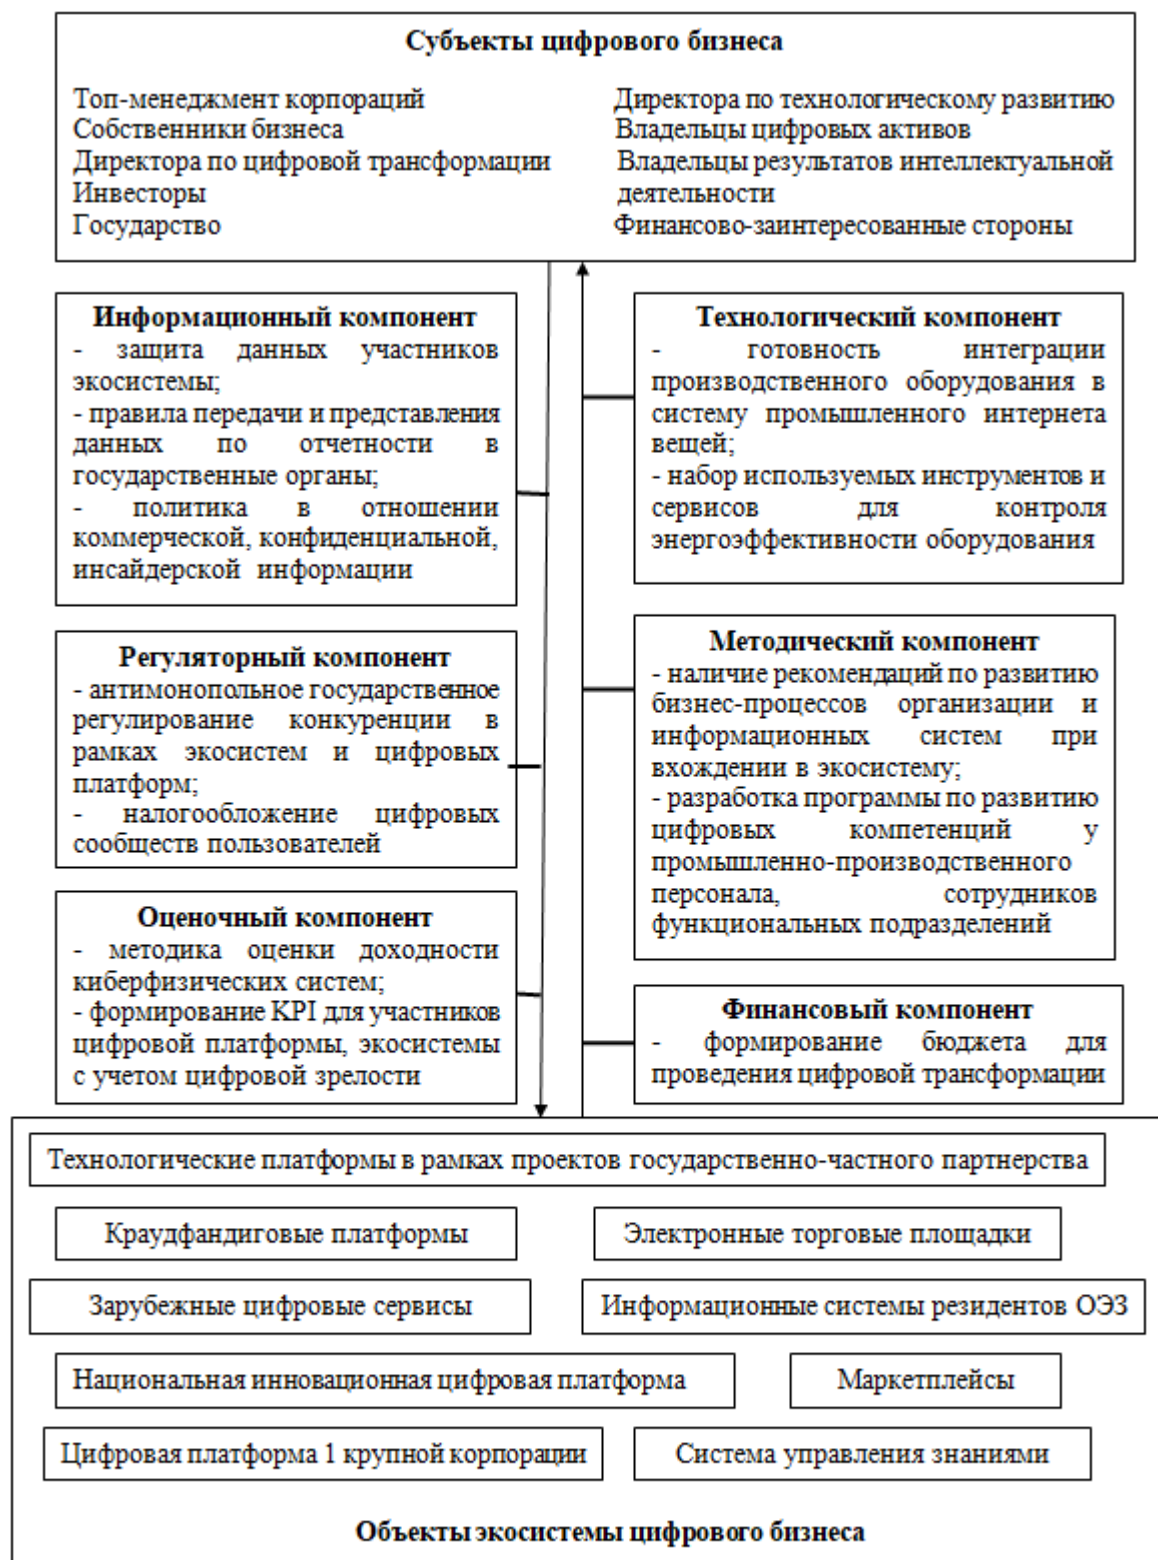 Субъекты цифрового бизнеса
Топ-менеджмент корпораций
Собственники бизнеса
Директора по цифровой трансформации
Инвесторы
Государство
Директора по технологическому развитию
Владельцы цифровых активов
Владельцы результатов интеллектуальной
деятельности
Финансово-заинтересованные стороны
Информационный компонент
- защита данных участников
экосистемы;
- правила передачи и представления
данных по отчетности в
государственные органы;
- политика в отношении
коммерческой, конфиденциальной,
инсайдерской информации
Технологический компонент
- готовность интеграции
производственного оборудования в
систему промышленного интернета
вещей;
- набор используемых инструментов и
сервисов для контроля
энергоэффективности оборудования
Регуляторный компонент
- антимонопольное государственное
регулирование конкуренции в
рамках экосистем и цифровых
платформ;
- налогообложение цифровых
сообществ пользователей
Методический компонент
- наличие рекомендаций по развитию
бизнес-процессов организации и
информационных систем при
вхождении в экосистему;
- разработка программы по развитию
цифровых компетенций у
промышленно-производственного
персонала, сотрудников
функциональных подразделений
Оценочный компонент
- методика оценки доходности
киберфизических систем;
- формирование KPI для участников
цифровой платформы, экосистемы
с учетом цифровой зрелости
Финансовый компонент
- формирование бюджета для
проведения цифровой трансформации
Технологические платформы в рамках проектов государственно-частного партнерства
Краудфандиговые платформы
Электронные торговые площадки
Зарубежные цифровые сервисы
Информационные системы резидентов ОЭЗ
Национальная инновационная цифровая платформа
Маркетплейсы
Цифровая платформа 1 крупной корпорации
Система управления знаниями
Объекты экосистемы цифрового бизнеса